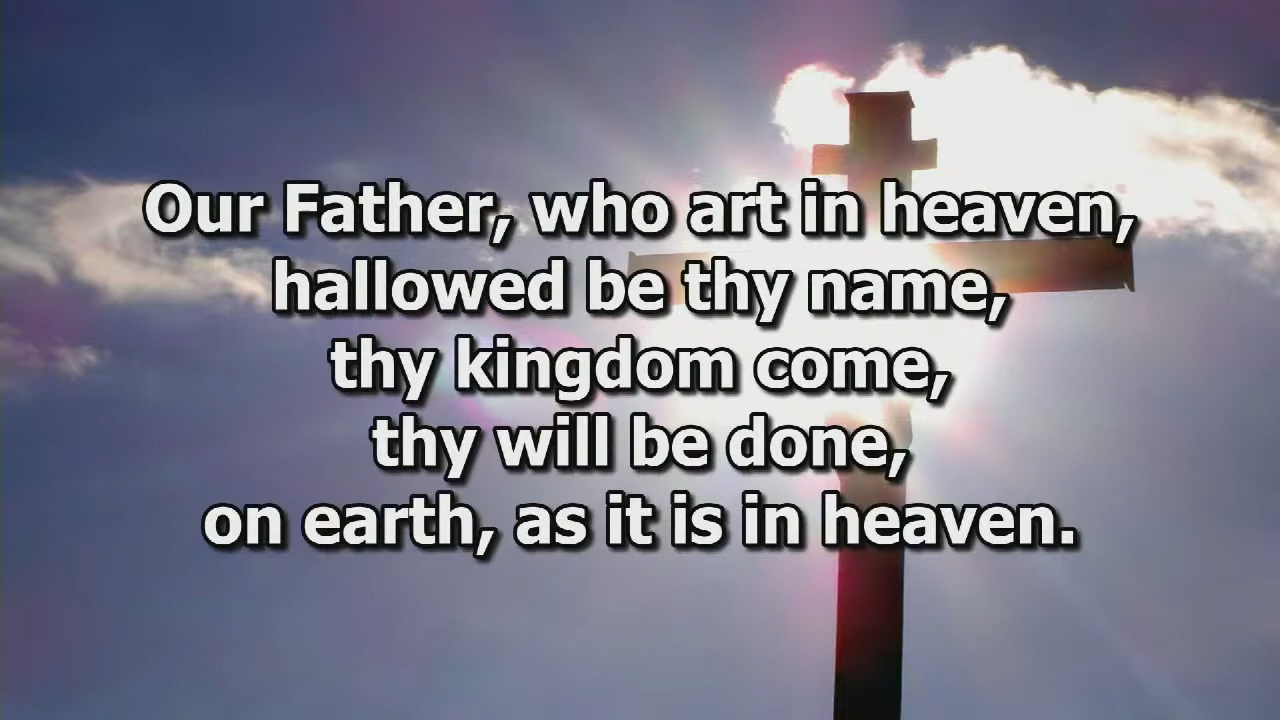 Our Father, who art in heaven,
hallowed be thy name,
thy kingdom come,
thy will be done,
on earth, as it is in heaven.